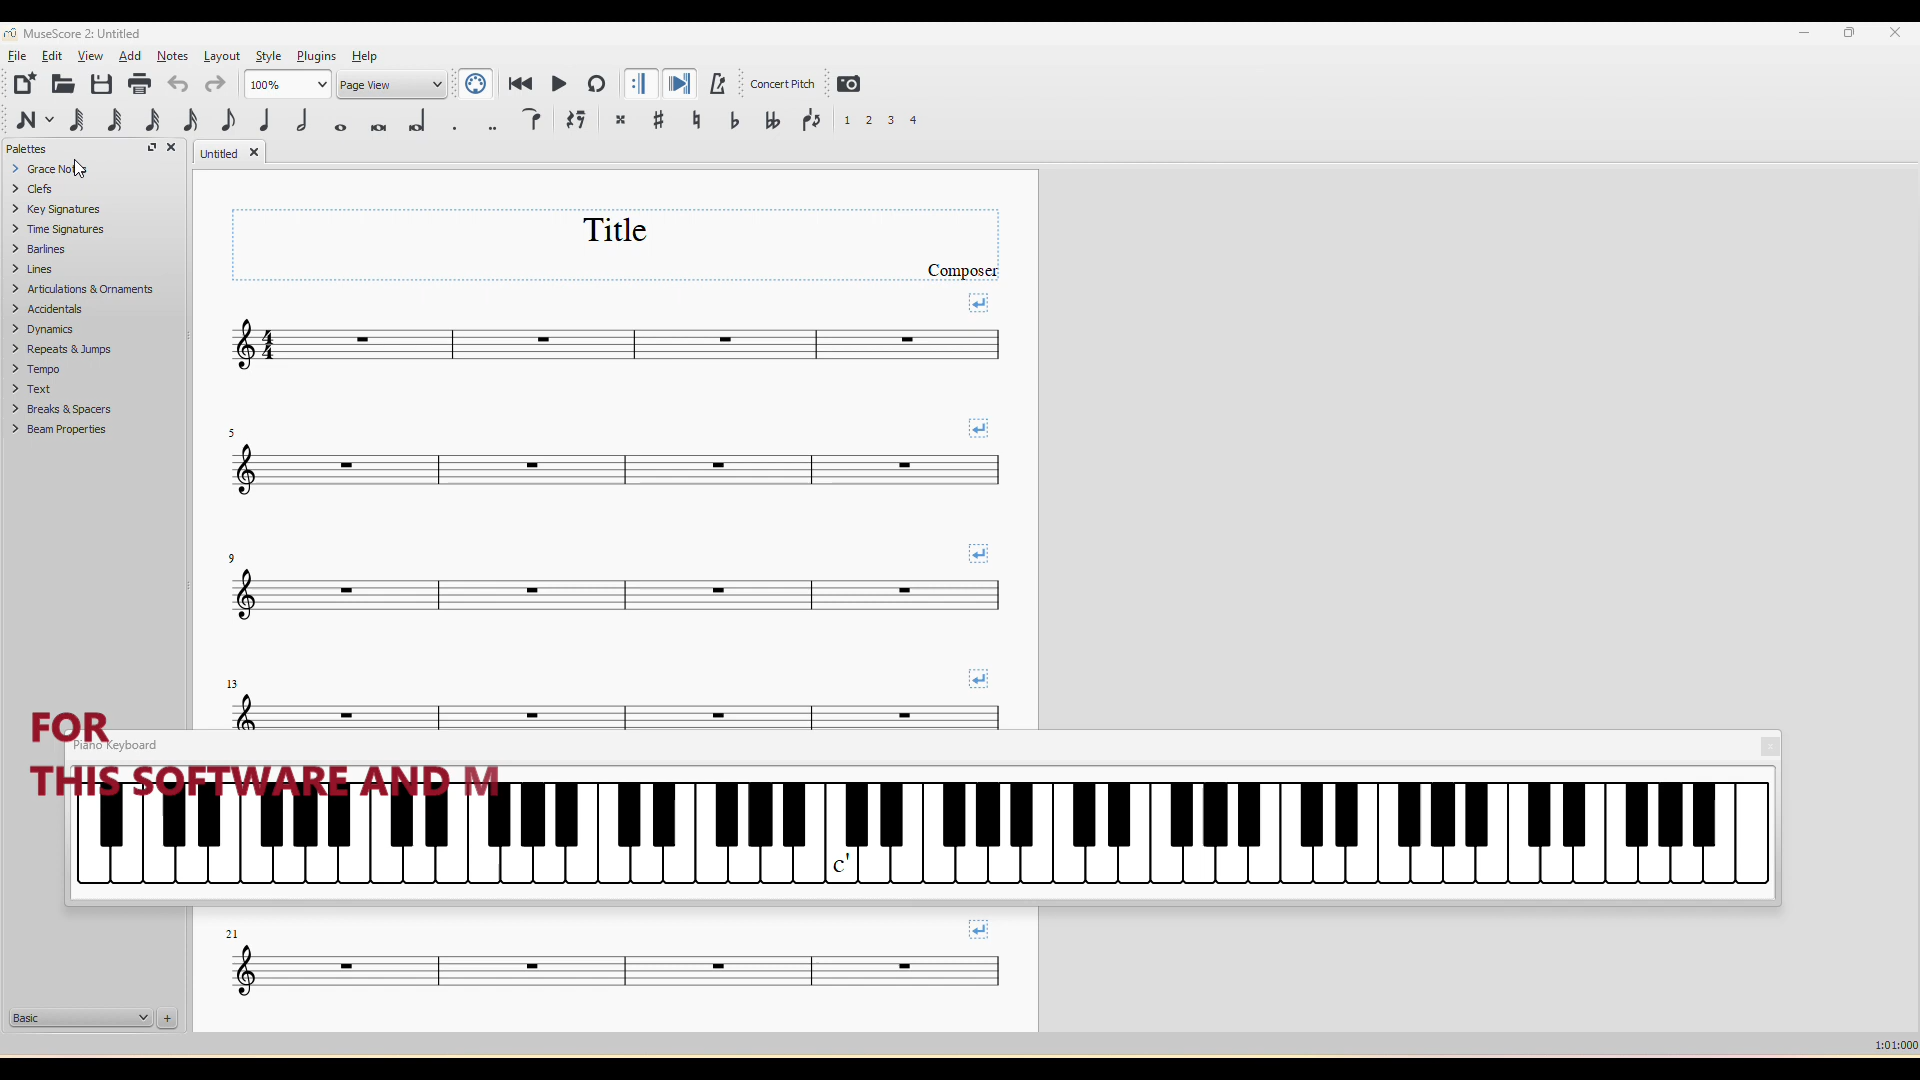 MuseScore 2: Untitled
File Edit View Add Notes Layout Style Plugins Help
100% Page View Concert Pitch
1 2 3 4
Palettes
Untitled
Grace Notes
Clefs
Key Signatures
Time Signatures
Barlines
Lines
Articulations & Ornaments
Accidentals
Dynamics
Repeats & Jumps
Tempo
Text
Breaks & Spacers
Beam Properties
Title
Composer
4
4
5
9
13
FOR
Piano Keyboard
THIS SOFTWARE AND M
C'
21
Basic
1:01:000